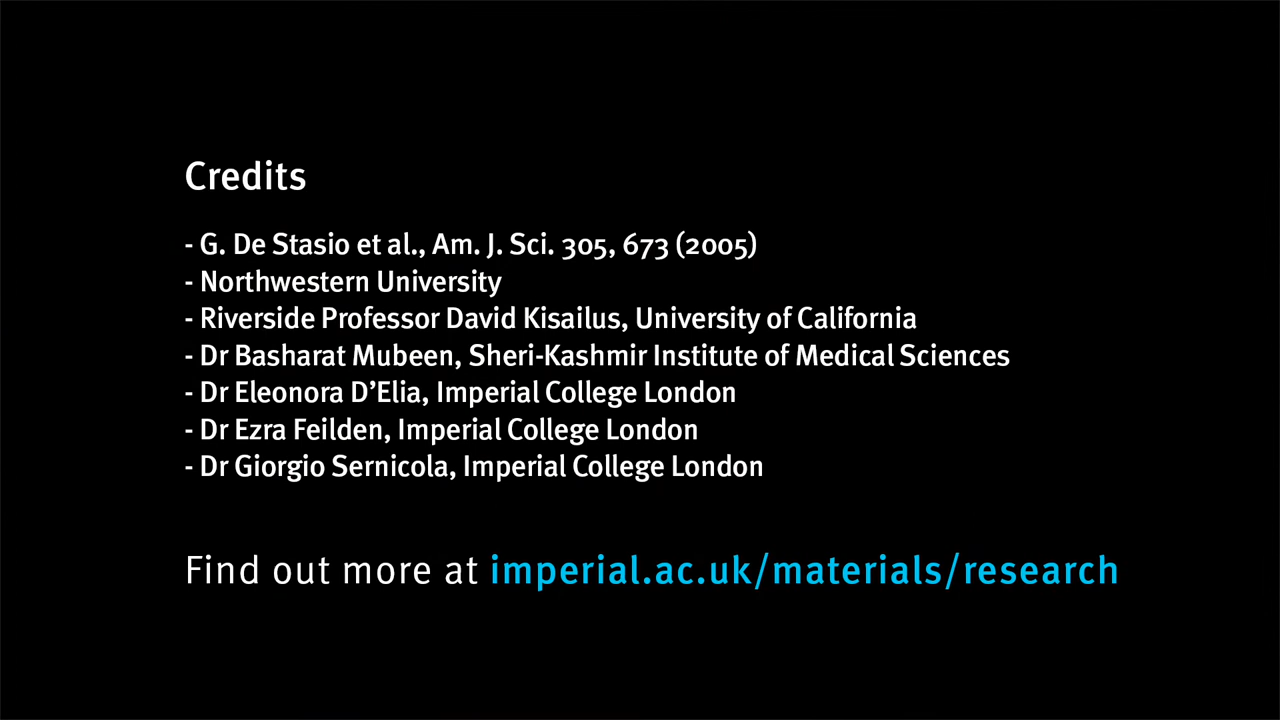 Credits
- G. De Stasio et al., Am. J. Sci. 305, 673 (2005)
- Northwestern University
- Riverside Professor David Kisailus, University of California
- Dr Basharat Mubeen, Sheri-Kashmir Institute of Medical Sciences
- Dr Eleonora D’Elia, Imperial College London
- Dr Ezra Feilden, Imperial College London
- Dr Giorgio Sernicola, Imperial College London
Find out more at imperial.ac.uk/materials/research